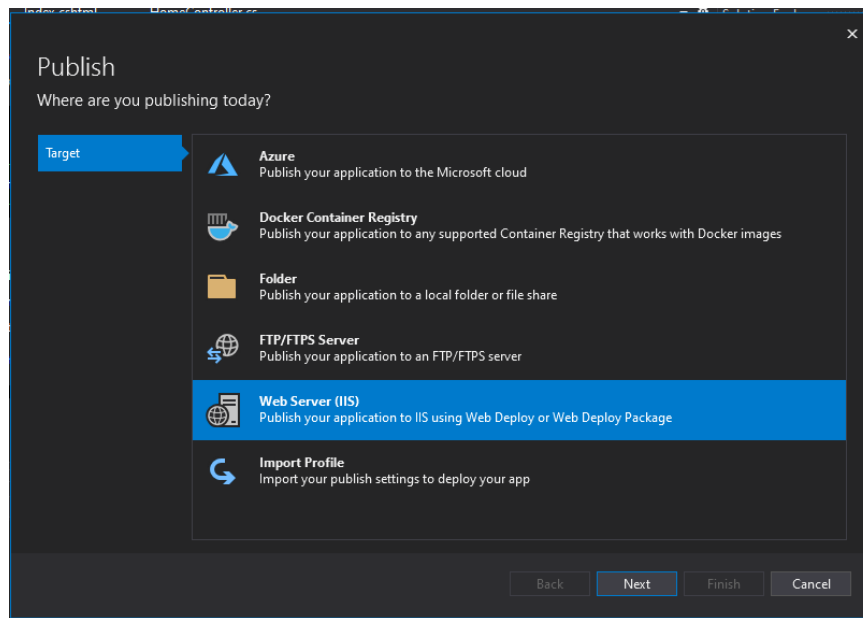 Publish
Where are you publishing today?
Target
Azure
Publish your application to the Microsoft cloud
Docker Container Registry
Publish your application to any supported Container Registry that works with Docker images
Folder
Publish your application to a local folder or file share
FTP/FTPS Server
Publish your application to an FTP/FTPS server
Web Server (IIS)
Publish your application to IIS using Web Deploy or Web Deploy Package
Import Profile
Import your publish settings to deploy your app
Back Next Finish Cancel